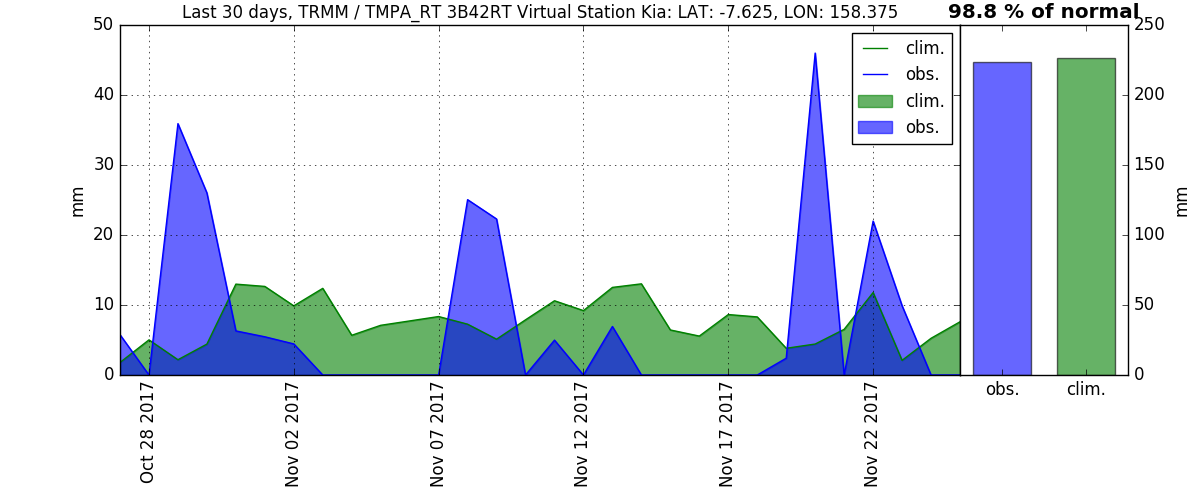 Last 30 days, TRMM / TMPA_RT 3B42RT Virtual Station Kia: LAT: -7.625, LON: 158.375
98.8 % of normal
50
40
30
20
10
0
mm
clim.
obs.
clim.
obs.
Oct 28 2017
Nov 02 2017
Nov 07 2017
Nov 12 2017
Nov 17 2017
Nov 22 2017
250
200
150
100
50
0
mm
obs.
clim.